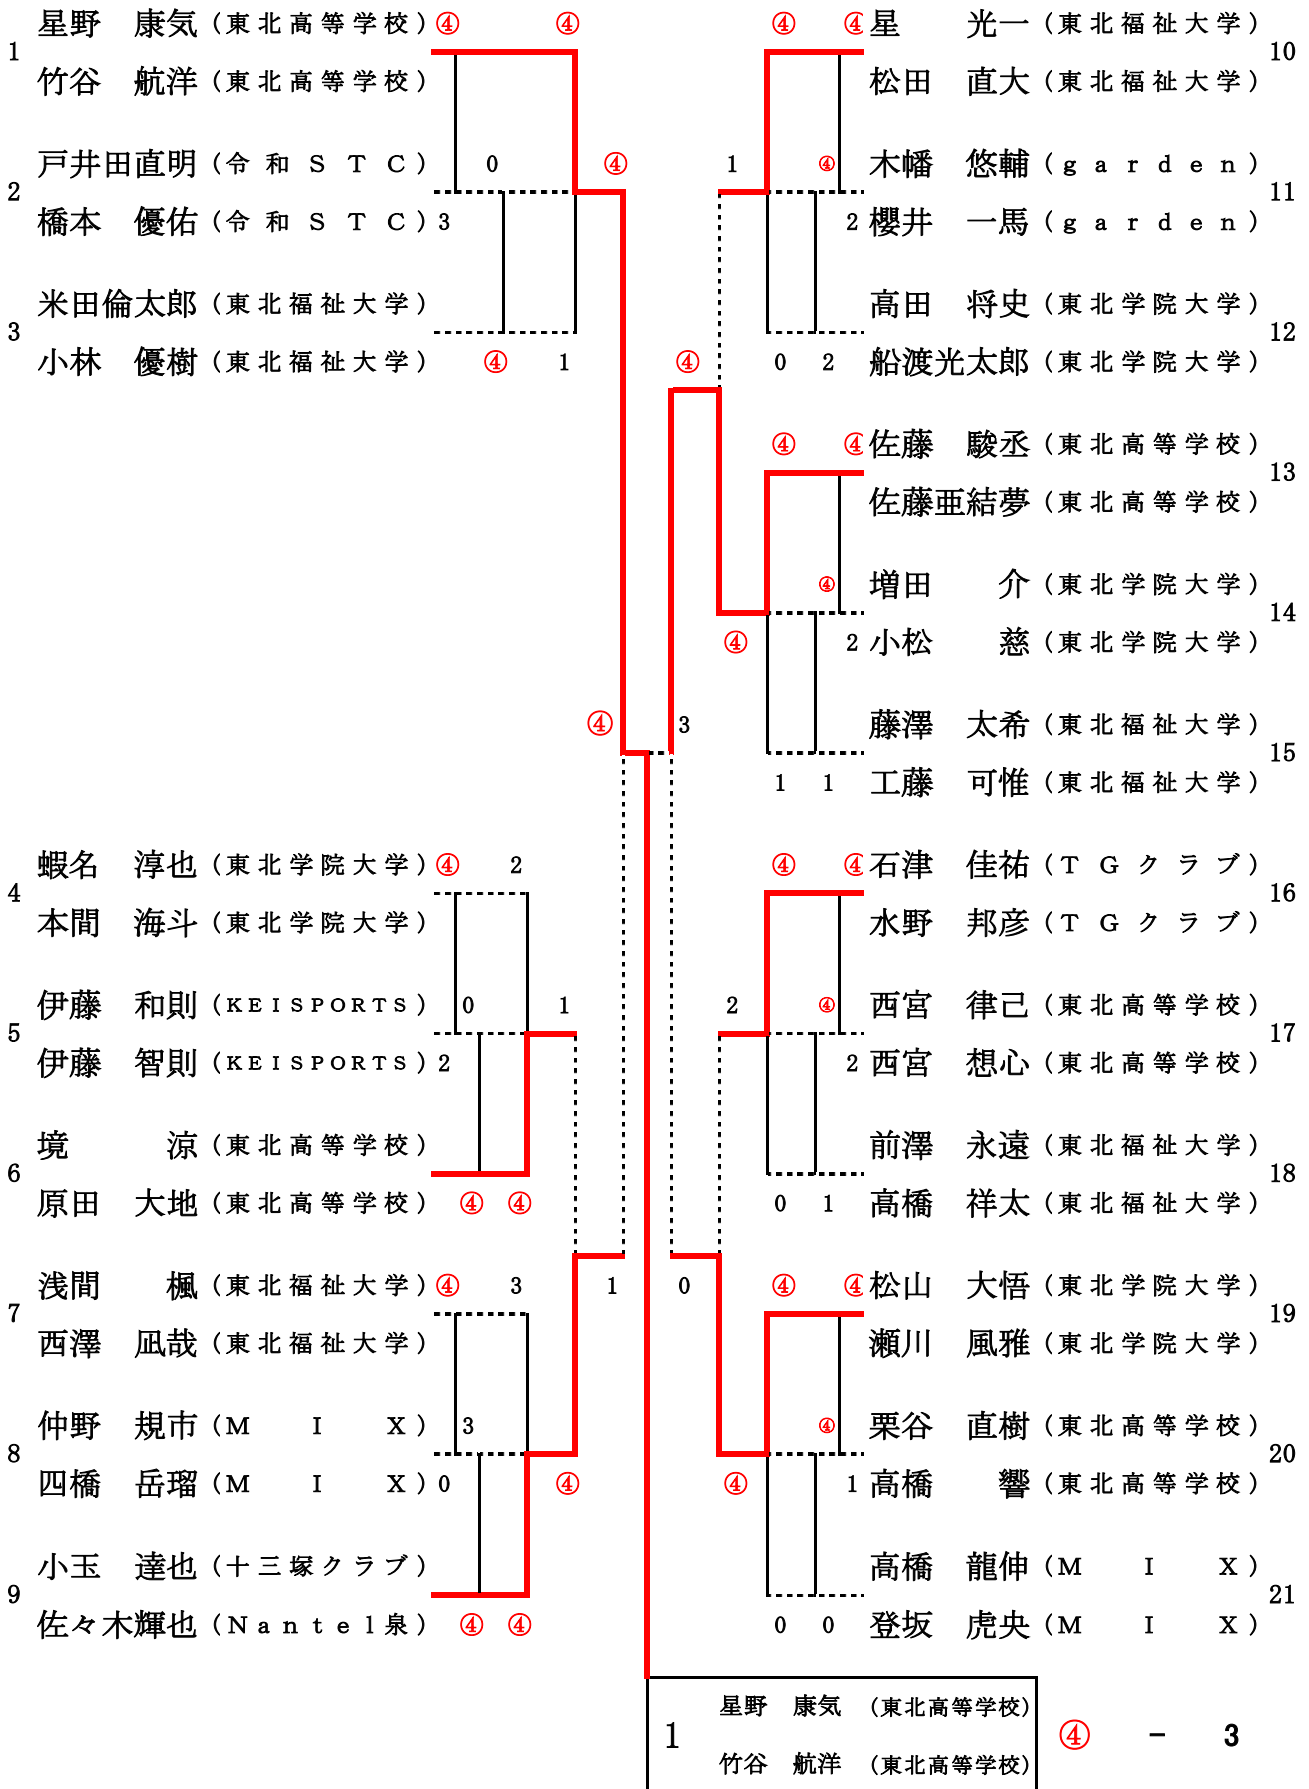 星野　康気（東北高等学校）④　④
1
竹谷　航洋（東北高等学校）
戸井田直明（令和ＳＴＣ）　0　④
2
橋本　優佑（令和ＳＴＣ）3
米田倫太郎（東北福祉大学）
3
小林　優樹（東北福祉大学）　④　1
④
蝦名　淳也（東北学院大学）④　2
4
本間　海斗（東北学院大学）
伊藤　和則（KEISPORTS）　0　1
5
伊藤　智則（KEISPORTS）2
境　　　涼（東北高等学校）
6
原田　大地（東北高等学校）　④　④
浅間　　楓（東北福祉大学）④　3　1
7
西澤　凪哉（東北福祉大学）
仲野　規市（ＭＩＸ）　3
8
四橋　岳瑠（ＭＩＸ）0　④
小玉　達也（十三塚クラブ）
9
佐々木輝也（Nantel泉）　④　④
④　④　星　　光一（東北福祉大学）
10
松田　直大（東北福祉大学）
1　④　木幡　悠輔（garden）
11
2　櫻井　一馬（garden）
高田　将史（東北学院大学）
12
④　0　2　船渡光太郎（東北学院大学）
④　④　佐藤　駿丞（東北高等学校）
13
佐藤亜結夢（東北高等学校）
④　増田　　介（東北学院大学）
14
④　2　小松　　慈（東北学院大学）
3　藤澤　太希（東北福祉大学）
15
1　1　工藤　可惟（東北福祉大学）
④　④　石津　佳祐（ＴＧクラブ）
16
水野　邦彦（ＴＧクラブ）
2　④　西宮　律己（東北高等学校）
17
2　西宮　想心（東北高等学校）
前澤　永遠（東北福祉大学）
18
0　1　高橋　祥太（東北福祉大学）
0　④　④　松山　大悟（東北学院大学）
19
瀬川　風雅（東北学院大学）
④　栗谷　直樹（東北高等学校）
20
④　1　高橋　　響（東北高等学校）
高橋　龍伸（ＭＩＸ）
21
0　0　登坂　虎央（ＭＩＸ）
星野　康気　（東北高等学校）
1　④　－　3
竹谷　航洋　（東北高等学校）